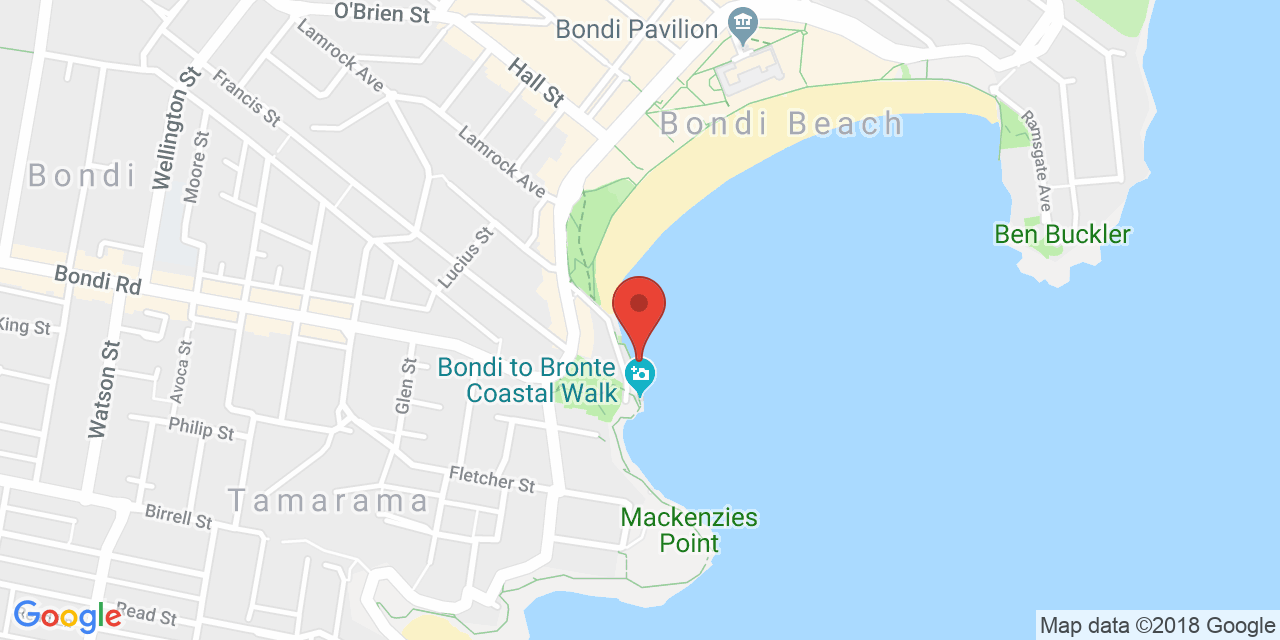 O'Brien St
Bondi Pavilion
Lamrock Ave
Hall St
Francis St
Wellington St
Bondi Beach
Moore St
Lamrock Ave
Ramsgate Ave
Bondi
Ben Buckler
Lucius St
Bondi Rd
King St
Bondi to Bronte
Coastal Walk
Avoca St
Glen St
Watson St
Philip St
Fletcher St
Tamarama
Birrell St
Mackenzies
Point
Read St
Google
Map data ©2018 Google